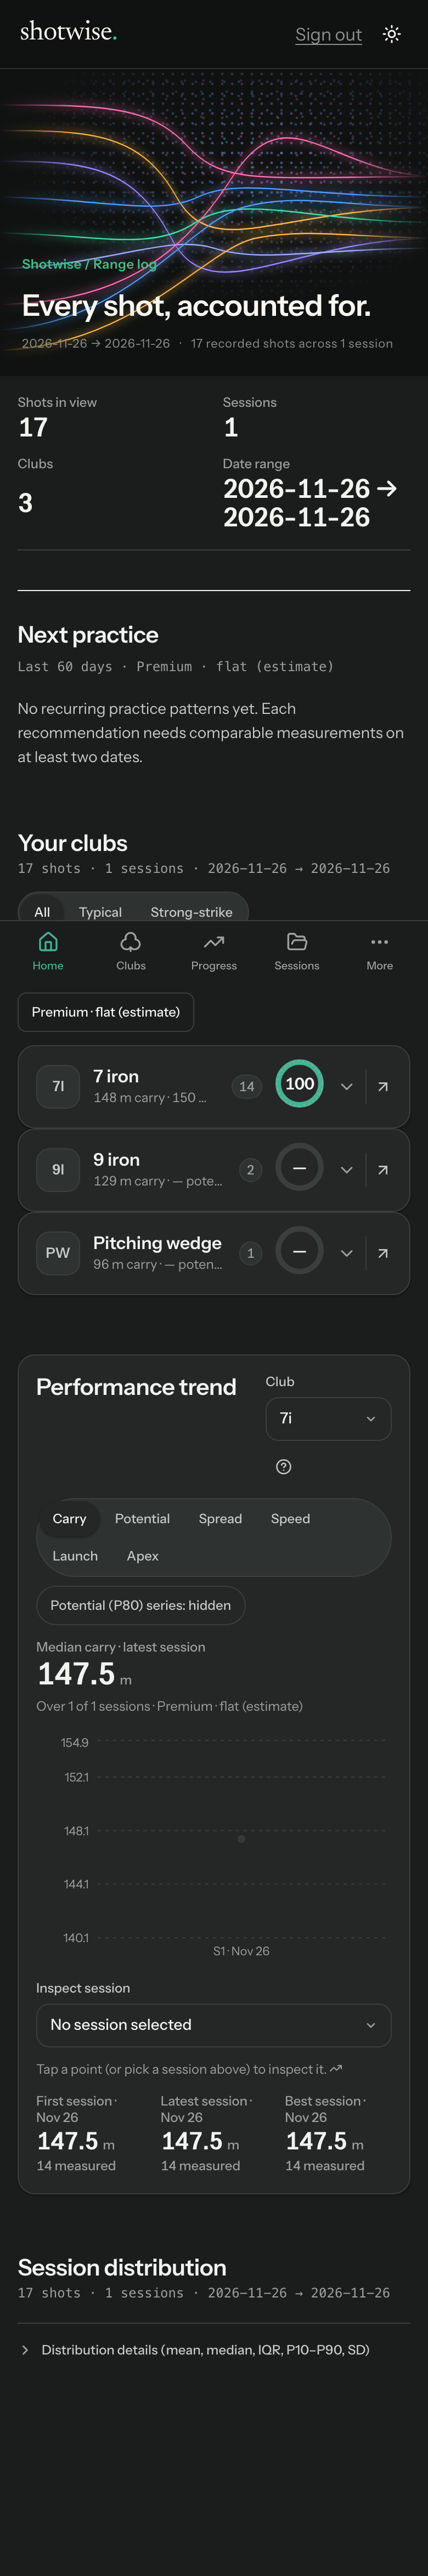 shotwise.
Sign out
Shotwise / Range log
Every shot, accounted for.
2026-11-26 → 2026-11-26 · 17 recorded shots across 1 session
Shots in view
17
Sessions
1
Clubs
3
Date range
2026-11-26 →
2026-11-26
Next practice
Last 60 days · Premium · flat (estimate)
No recurring practice patterns yet. Each
recommendation needs comparable measurements on
at least two dates.
Your clubs
17 shots · 1 sessions · 2026-11-26 → 2026-11-26
All Typical Strong-strike
Home Clubs Progress Sessions More
Premium · flat (estimate)
7I
7 iron
148 m carry · 150 ...
14
100
9I
9 iron
129 m carry · — pote...
2
—
PW
Pitching wedge
96 m carry · — poten...
1
—
Performance trend
Club
7i
Carry Potential Spread Speed
Launch Apex
Potential (P80) series: hidden
Median carry · latest session
147.5 m
Over 1 of 1 sessions · Premium · flat (estimate)
154.9
152.1
148.1
144.1
140.1
S1 · Nov 26
Inspect session
No session selected
Tap a point (or pick a session above) to inspect it.
First session ·
Nov 26
147.5 m
14 measured
Latest session ·
Nov 26
147.5 m
14 measured
Best session ·
Nov 26
147.5 m
14 measured
Session distribution
17 shots · 1 sessions · 2026-11-26 → 2026-11-26
Distribution details (mean, median, IQR, P10–P90, SD)